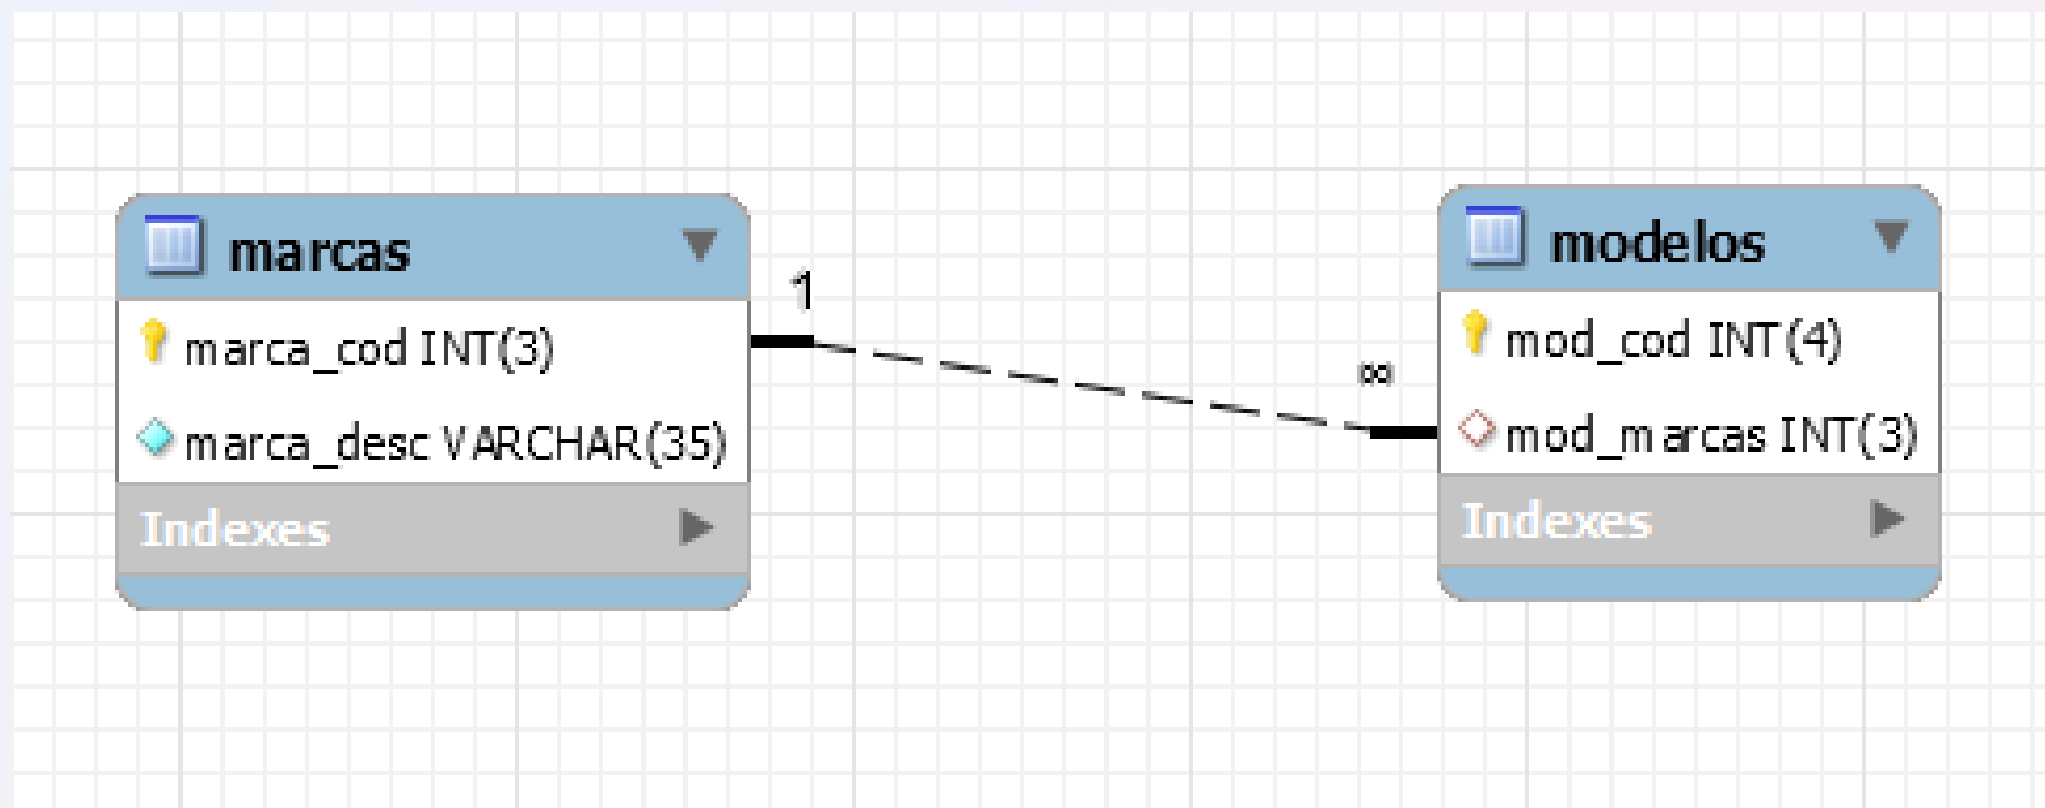 marcas
marca_cod INT(3)
marca_desc VARCHAR(35)
Indexes
1
∞
modelos
mod_cod INT(4)
mod_marcas INT(3)
Indexes